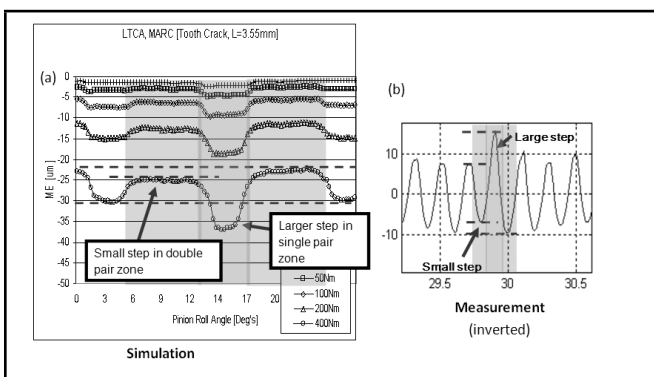 LTCA, MARC [Tooth Crack, L=3.55mm]
(a)
ME [um]
0
-5
-10
-15
-20
-25
-30
-35
-40
-45
-50
Small step in double
pair zone
Larger step in
single pair
zone
50Nm
100Nm
200Nm
400Nm
0 3 6 9 12 14 17 20
Pinion Roll Angle [Deg's]
Simulation
(b)
Large step
10
0
-10
Small step
29.5 30 30.5
Measurement
(inverted)